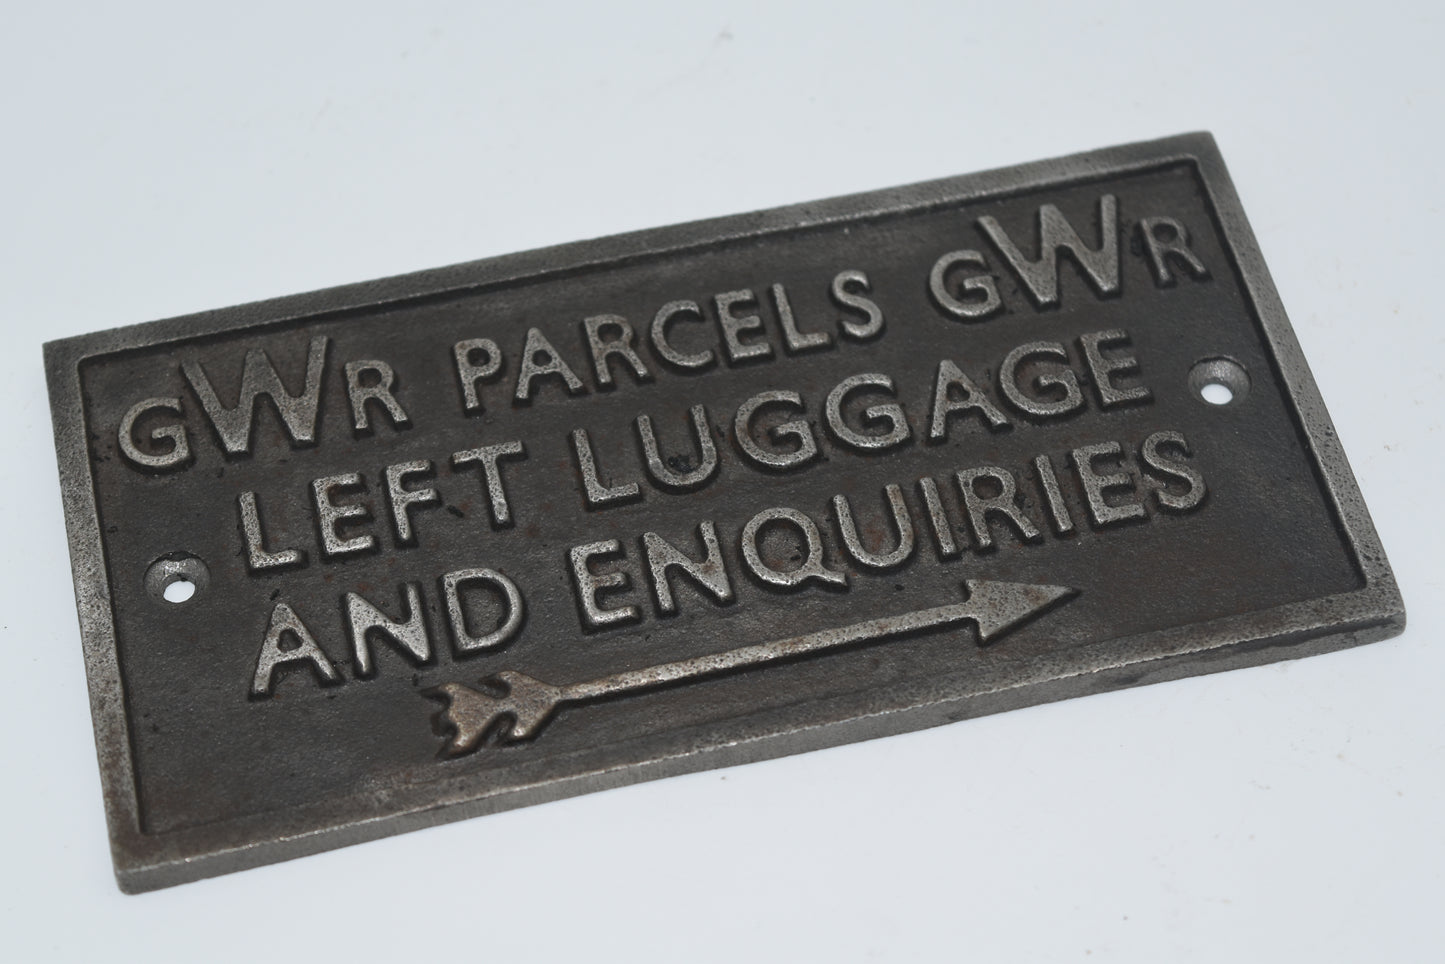 GWR PARCELS GWR
LEFT LUGGAGE
AND ENQUIRIES